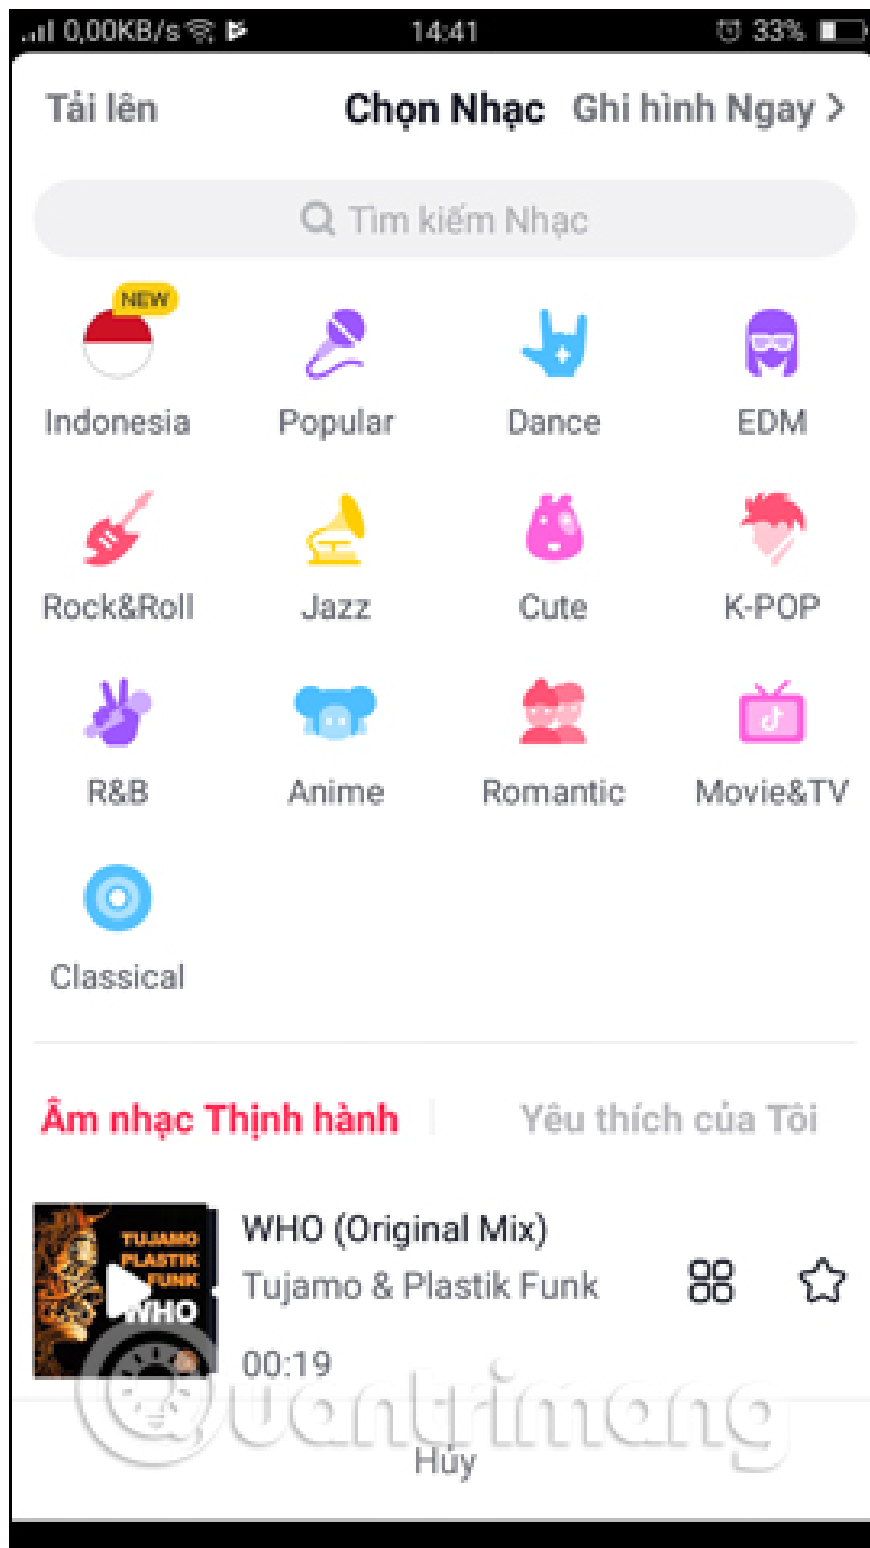 0,00KB/s 14:41 33%
Tải lên Chọn Nhạc Ghi hình Ngay >
Tìm kiếm Nhạc
NEW
Indonesia Popular Dance EDM
Rock&Roll Jazz Cute K-POP
R&B Anime Romantic Movie&TV
Classical
Âm nhạc Thịnh hành Yêu thích của Tôi
TUJAMO
PLASTIK
FUNK
WHO
WHO (Original Mix)
Tujamo & Plastik Funk
00:19
Quantrimang
Hủy